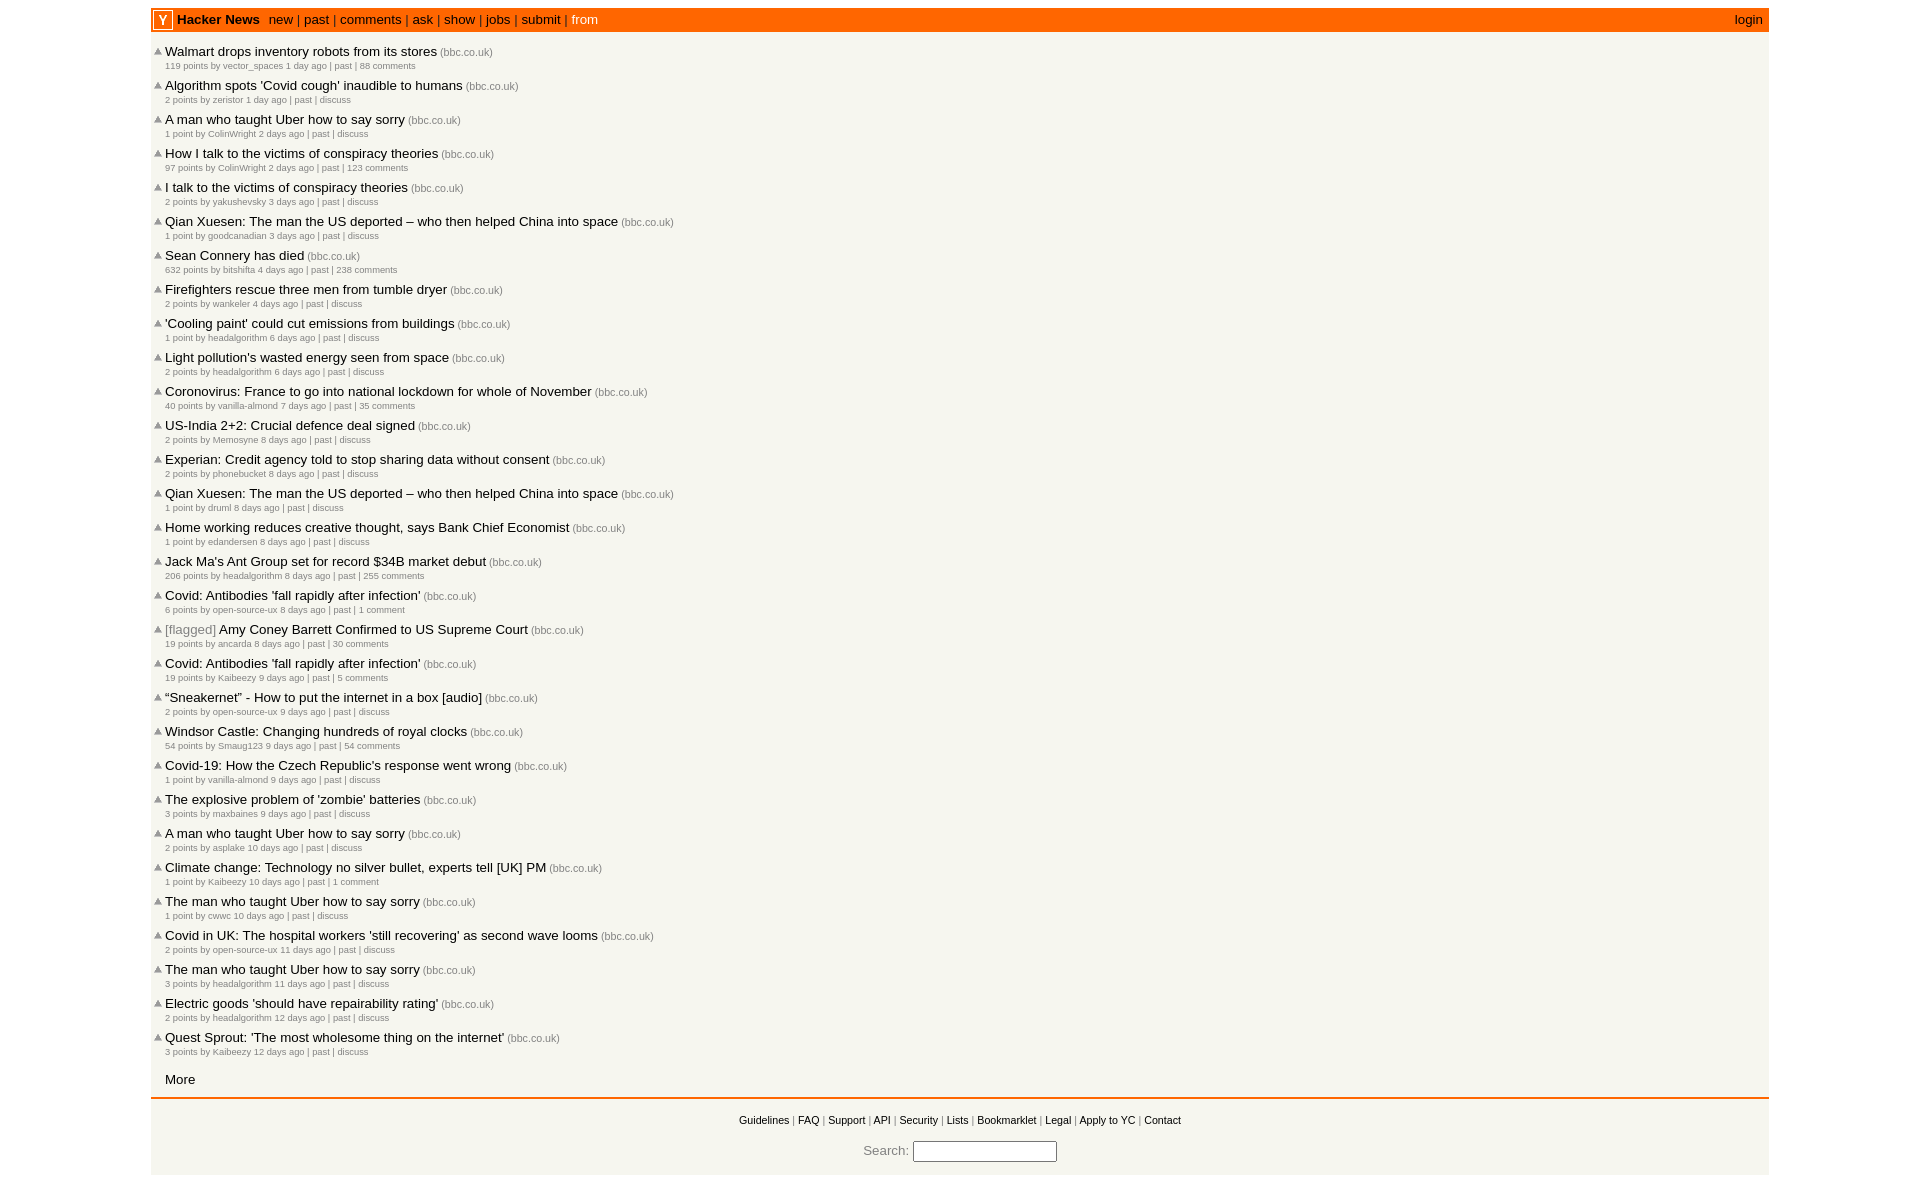 Y Hacker News new | past | comments | ask | show | jobs | submit | from login
Walmart drops inventory robots from its stores (bbc.co.uk)
119 points by vector_spaces 1 day ago | past | 88 comments
Algorithm spots 'Covid cough' inaudible to humans (bbc.co.uk)
2 points by zeristor 1 day ago | past | discuss
A man who taught Uber how to say sorry (bbc.co.uk)
1 point by ColinWright 2 days ago | past | discuss
How I talk to the victims of conspiracy theories (bbc.co.uk)
97 points by ColinWright 2 days ago | past | 123 comments
I talk to the victims of conspiracy theories (bbc.co.uk)
2 points by yakushevsky 3 days ago | past | discuss
Qian Xuesen: The man the US deported – who then helped China into space (bbc.co.uk)
1 point by goodcanadian 3 days ago | past | discuss
Sean Connery has died (bbc.co.uk)
632 points by bitshifta 4 days ago | past | 238 comments
Firefighters rescue three men from tumble dryer (bbc.co.uk)
2 points by wankeler 4 days ago | past | discuss
'Cooling paint' could cut emissions from buildings (bbc.co.uk)
1 point by headalgorithm 6 days ago | past | discuss
Light pollution's wasted energy seen from space (bbc.co.uk)
2 points by headalgorithm 6 days ago | past | discuss
Coronovirus: France to go into national lockdown for whole of November (bbc.co.uk)
40 points by vanilla-almond 7 days ago | past | 35 comments
US-India 2+2: Crucial defence deal signed (bbc.co.uk)
2 points by Memosyne 8 days ago | past | discuss
Experian: Credit agency told to stop sharing data without consent (bbc.co.uk)
2 points by phonebucket 8 days ago | past | discuss
Qian Xuesen: The man the US deported – who then helped China into space (bbc.co.uk)
1 point by druml 8 days ago | past | discuss
Home working reduces creative thought, says Bank Chief Economist (bbc.co.uk)
1 point by edandersen 8 days ago | past | discuss
Jack Ma's Ant Group set for record $34B market debut (bbc.co.uk)
206 points by headalgorithm 8 days ago | past | 255 comments
Covid: Antibodies 'fall rapidly after infection' (bbc.co.uk)
6 points by open-source-ux 8 days ago | past | 1 comment
[flagged] Amy Coney Barrett Confirmed to US Supreme Court (bbc.co.uk)
19 points by ancarda 8 days ago | past | 30 comments
Covid: Antibodies 'fall rapidly after infection' (bbc.co.uk)
19 points by Kaibeezy 9 days ago | past | 5 comments
“Sneakernet” - How to put the internet in a box [audio] (bbc.co.uk)
2 points by open-source-ux 9 days ago | past | discuss
Windsor Castle: Changing hundreds of royal clocks (bbc.co.uk)
54 points by Smaug123 9 days ago | past | 54 comments
Covid-19: How the Czech Republic's response went wrong (bbc.co.uk)
1 point by vanilla-almond 9 days ago | past | discuss
The explosive problem of 'zombie' batteries (bbc.co.uk)
3 points by maxbaines 9 days ago | past | discuss
A man who taught Uber how to say sorry (bbc.co.uk)
2 points by asplake 10 days ago | past | discuss
Climate change: Technology no silver bullet, experts tell [UK] PM (bbc.co.uk)
1 point by Kaibeezy 10 days ago | past | 1 comment
The man who taught Uber how to say sorry (bbc.co.uk)
1 point by cwwc 10 days ago | past | discuss
Covid in UK: The hospital workers 'still recovering' as second wave looms (bbc.co.uk)
2 points by open-source-ux 11 days ago | past | discuss
The man who taught Uber how to say sorry (bbc.co.uk)
3 points by headalgorithm 11 days ago | past | discuss
Electric goods 'should have repairability rating' (bbc.co.uk)
2 points by headalgorithm 12 days ago | past | discuss
Quest Sprout: 'The most wholesome thing on the internet' (bbc.co.uk)
3 points by Kaibeezy 12 days ago | past | discuss
More
Guidelines | FAQ | Support | API | Security | Lists | Bookmarklet | Legal | Apply to YC | Contact
Search: